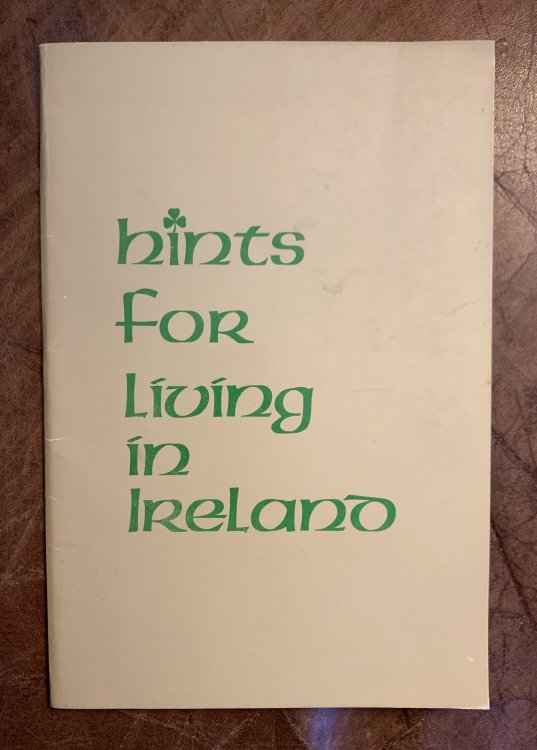 hints
for
living
in
Ireland